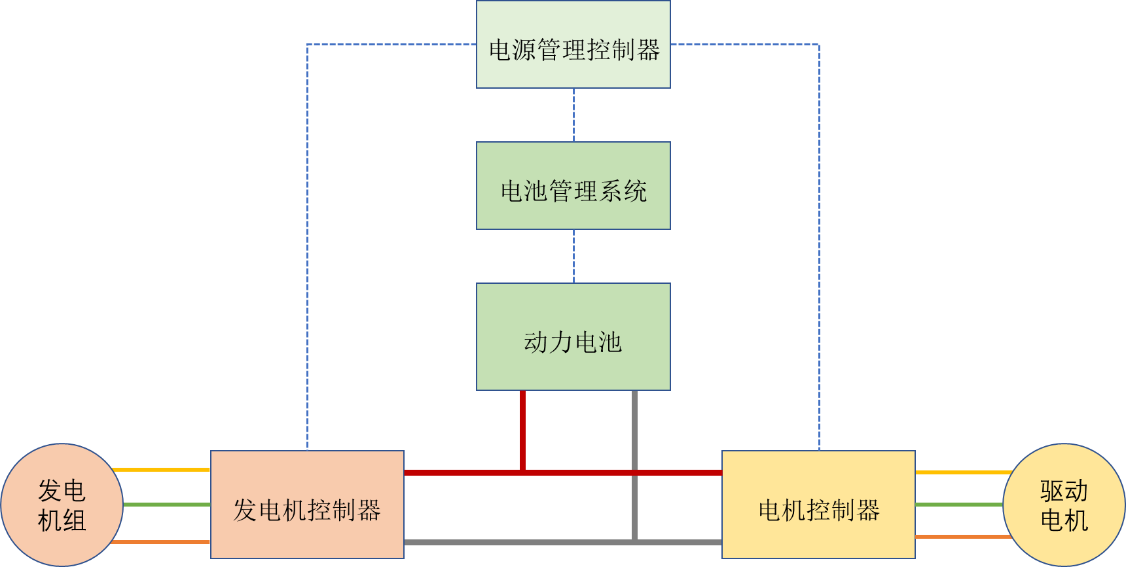 电源管理控制器
电池管理系统
动力电池
发电
机组
发电机控制器
电机控制器
驱动
电机